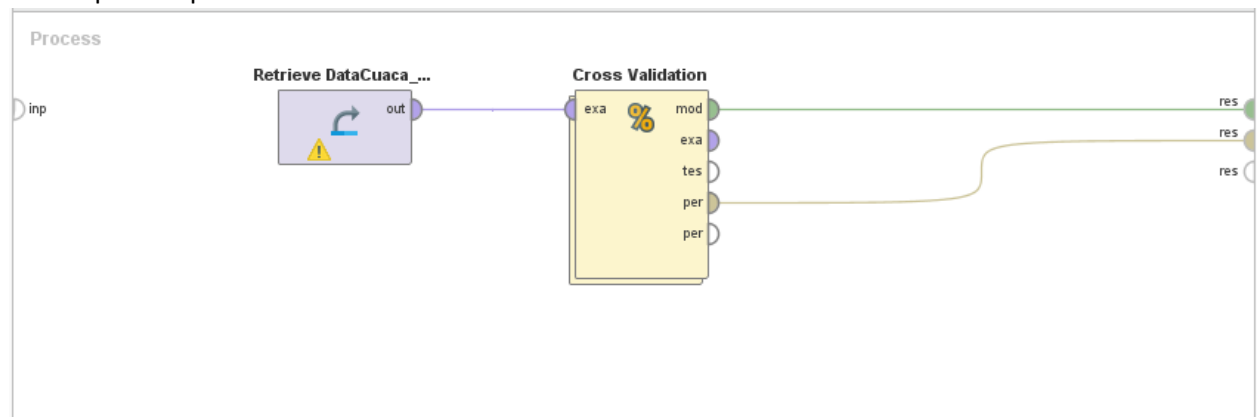 Process
Retrieve DataCuaca_...
Cross Validation
inp
out
exa
%
mod
exa
tes
per
per
res
res
res